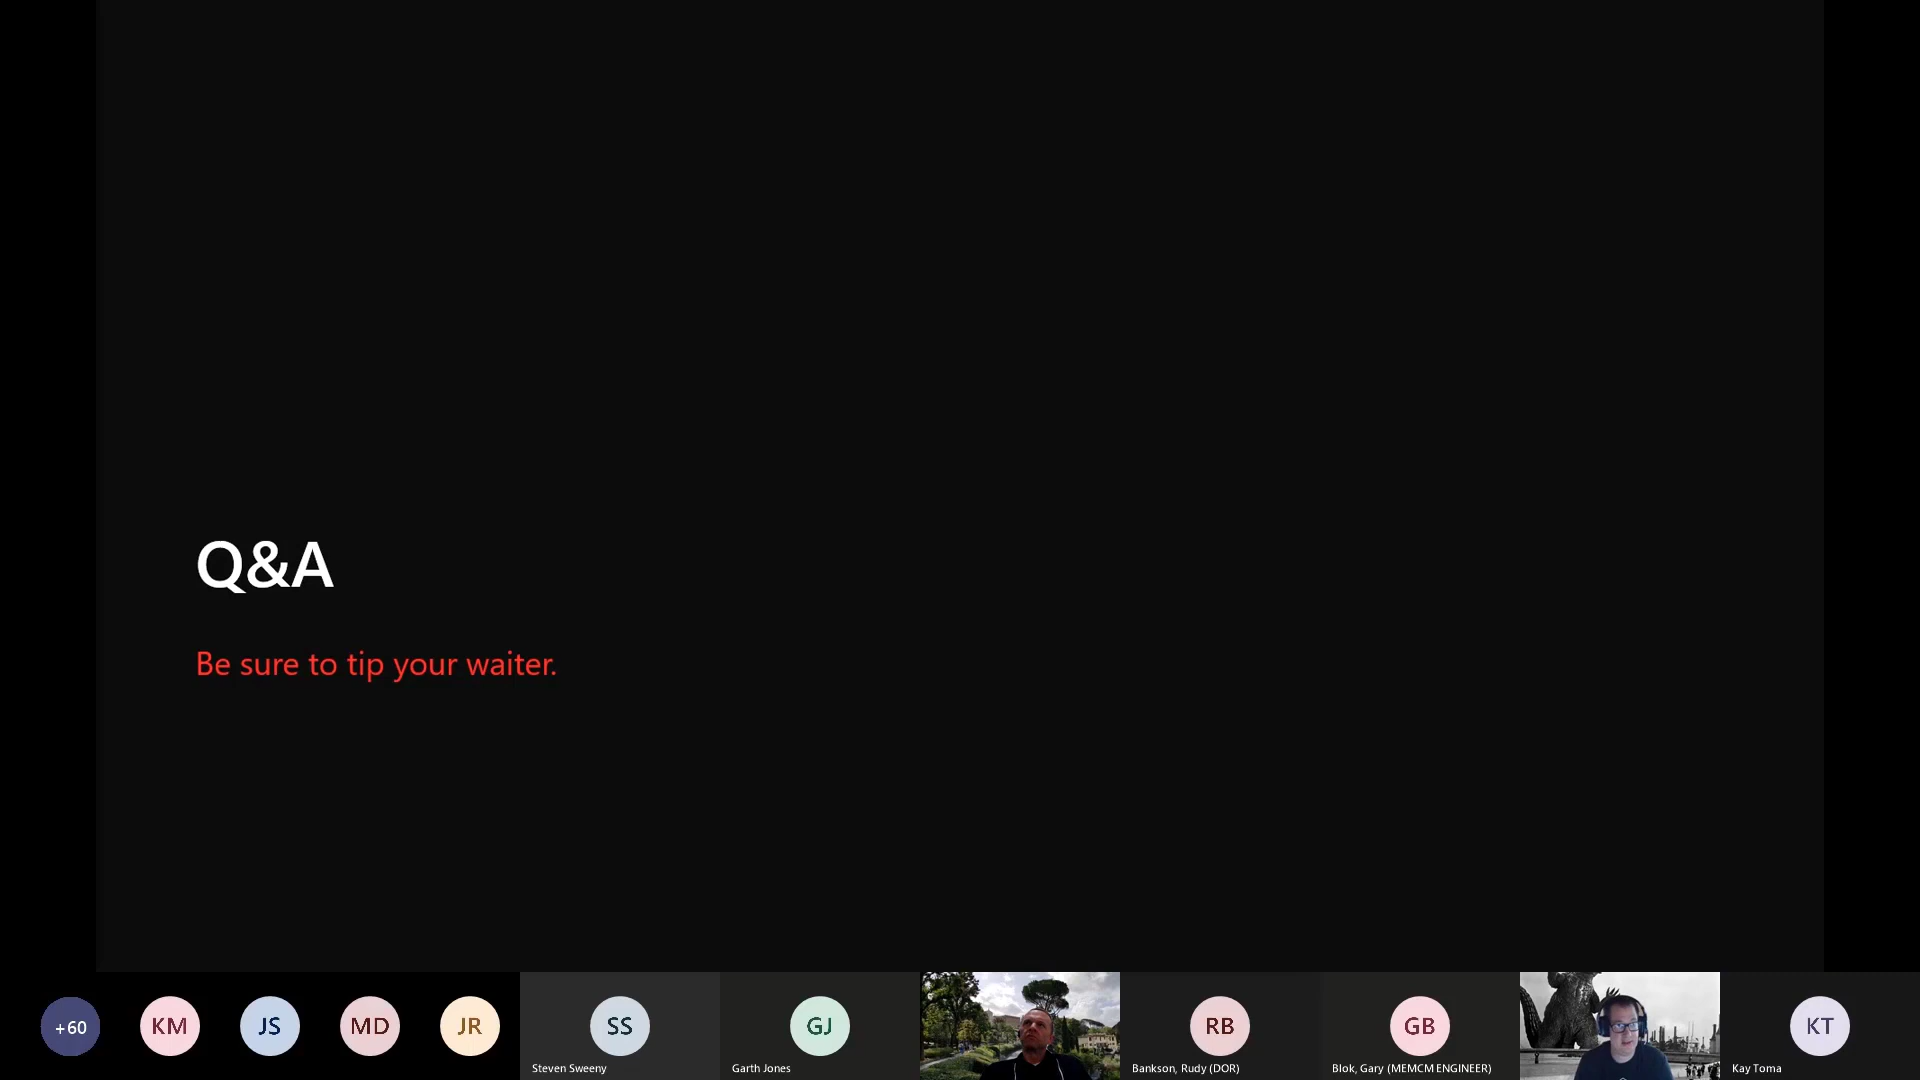 Q&A
Be sure to tip your waiter.
+60
KM
JS
MD
JR
SS
Steven Sweeny
GJ
Garth Jones
RB
Bankson, Rudy (DOR)
GB
Blok, Gary (MEMCM ENGINEER)
KT
Kay Toma